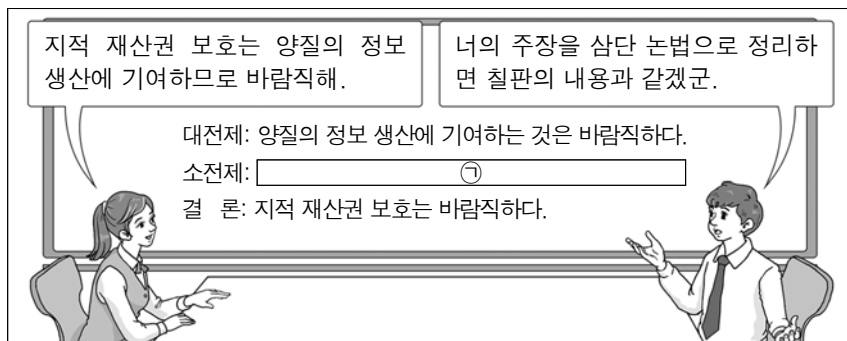 지적 재산권 보호는 양질의 정보
생산에 기여하므로 바람직해.
너의 주장을 삼단 논법으로 정리하
면 칠판의 내용과 같겠군.
대전제: 양질의 정보 생산에 기여하는 것은 바람직하다.
소전제: ㉠
결 론: 지적 재산권 보호는 바람직하다.